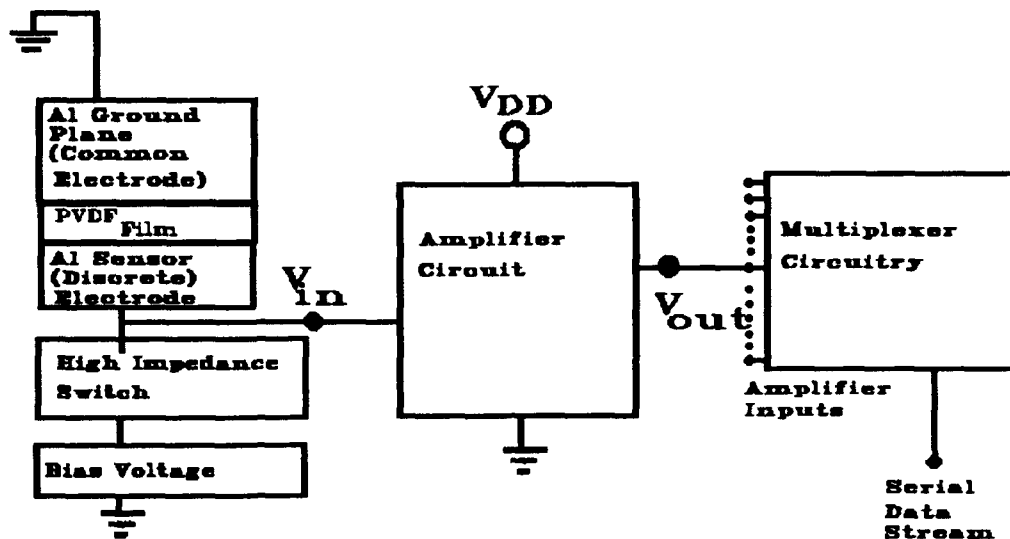 Al Ground
Plane
(Common
Electrode)
PVDF
Film
Al Sensor
(Discrete)
Electrode
High Impedance
Switch
Bias Voltage
Vin
VDD
Amplifier
Circuit
Vout
Multiplexer
Circuitry
Amplifier
Inputs
Serial
Data
Stream